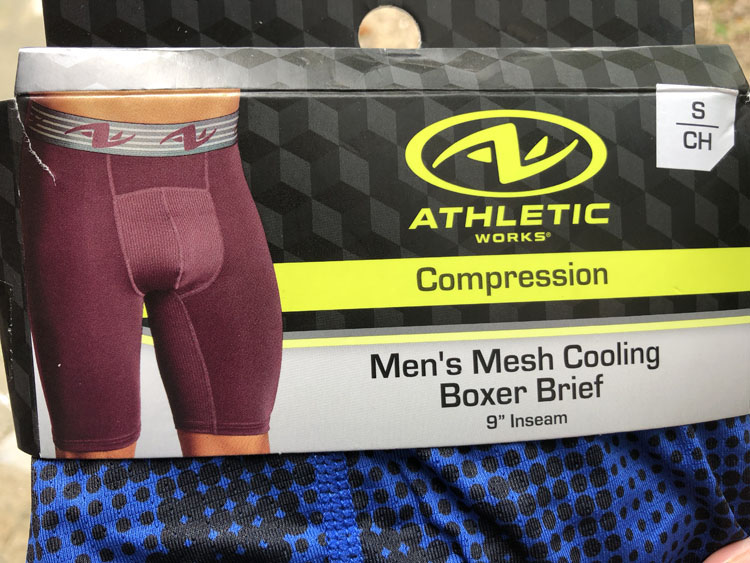 S
CH
ATHLETIC
WORKS®
Compression
Men's Mesh Cooling
Boxer Brief
9" Inseam